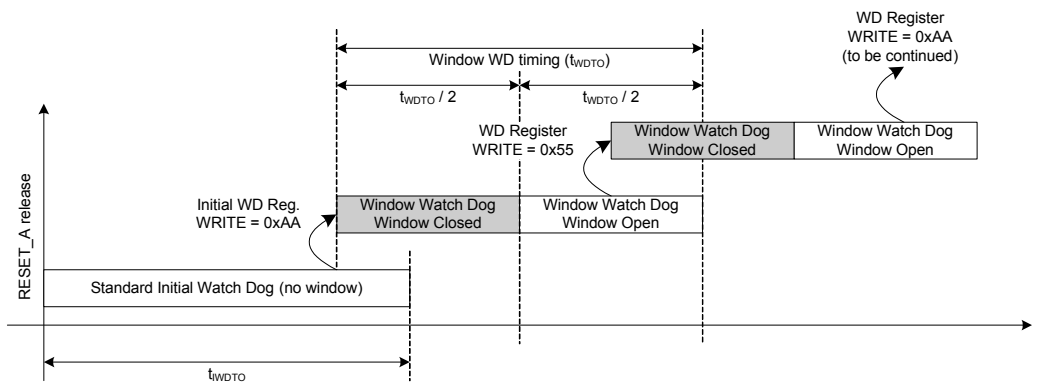 WD Register
WRITE = 0xAA
(to be continued)
Window WD timing (tWDTO)
tWDTO / 2
tWDTO / 2
WD Register
WRITE = 0x55
Window Watch Dog
Window Closed
Window Watch Dog
Window Open
Initial WD Reg.
WRITE = 0xAA
Window Watch Dog
Window Closed
Window Watch Dog
Window Open
RESET_A release
Standard Initial Watch Dog (no window)
tIWDTO